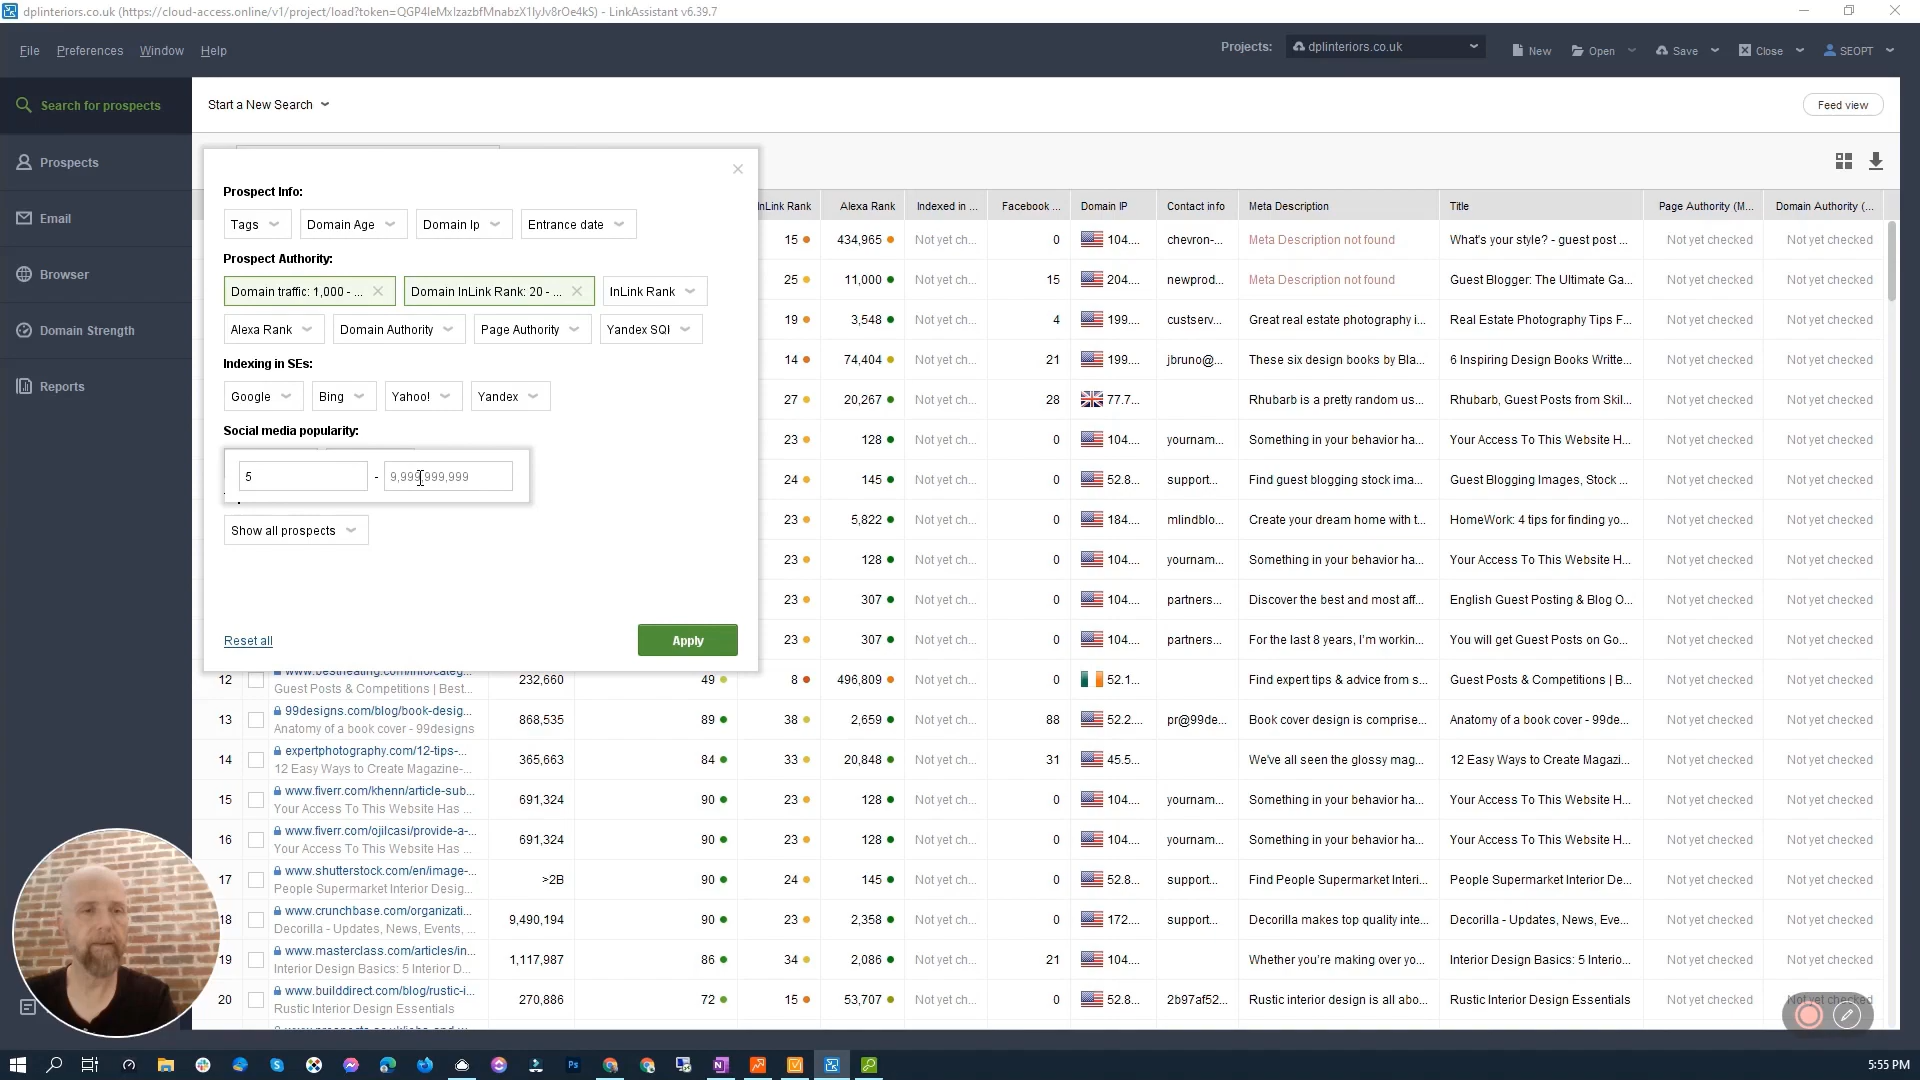 dplinteriors.co.uk (https://cloud-access.online/v1/project/load?token=QGP4leMxlzazbfMnabzX1lyJv8rOe4kS) - LinkAssistant v6.39.7
File Preferences Window Help
Projects: dplinteriors.co.uk New Open Save Close SEOPT
Search for prospects
Prospects
Email
Browser
Domain Strength
Reports
Start a New Search
Feed view
Prospect Info:
Tags Domain Age Domain Ip Entrance date
Prospect Authority:
Domain traffic: 1,000 - ... Domain InLink Rank: 20 - ... InLink Rank
Alexa Rank Domain Authority Page Authority Yandex SQI
Indexing in SEs:
Google Bing Yahoo! Yandex
Social media popularity:
5 - 9,999,999,999
Show all prospects
Reset all Apply
InLink Rank Alexa Rank Indexed in ... Facebook ... Domain IP Contact info Meta Description Title Page Authority (M... Domain Authority (...
15 434,965 Not yet ch... 0 104.... chevron-... Meta Description not found What's your style? - guest post ... Not yet checked Not yet checked
25 11,000 Not yet ch... 15 204.... newprod... Meta Description not found Guest Blogger: The Ultimate Ga... Not yet checked Not yet checked
19 3,548 Not yet ch... 4 199.... custserv... Great real estate photography i... Real Estate Photography Tips F... Not yet checked Not yet checked
14 74,404 Not yet ch... 21 199.... jbruno@... These six design books by Bla... 6 Inspiring Design Books Writte... Not yet checked Not yet checked
27 20,267 Not yet ch... 28 77.7... Rhubarb is a pretty random us... Rhubarb, Guest Posts from Skil... Not yet checked Not yet checked
23 128 Not yet ch... 0 104.... yournam... Something in your behavior ha... Your Access To This Website H... Not yet checked Not yet checked
24 145 Not yet ch... 0 52.8... support... Find guest blogging stock ima... Guest Blogging Images, Stock ... Not yet checked Not yet checked
23 5,822 Not yet ch... 0 184.... mlindblo... Create your dream home with t... HomeWork: 4 tips for finding yo... Not yet checked Not yet checked
23 128 Not yet ch... 0 104.... yournam... Something in your behavior ha... Your Access To This Website H... Not yet checked Not yet checked
23 307 Not yet ch... 0 104.... partners... Discover the best and most aff... English Guest Posting & Blog O... Not yet checked Not yet checked
23 307 Not yet ch... 0 104.... partners... For the last 8 years, I'm workin... You will get Guest Posts on Go... Not yet checked Not yet checked
12 www.bestheating.com/info/categ... 232,660 49 8 496,809 Not yet ch... 0 52.1... Find expert tips & advice from s... Guest Posts & Competitions | B... Not yet checked Not yet checked
Guest Posts & Competitions | Best...
13 99designs.com/blog/book-desig... 868,535 89 38 2,659 Not yet ch... 88 52.2... pr@99de... Book cover design is comprise... Anatomy of a book cover - 99de... Not yet checked Not yet checked
Anatomy of a book cover - 99designs
14 expertphotography.com/12-tips-... 365,663 84 33 20,848 Not yet ch... 31 45.5... We've all seen the glossy mag... 12 Easy Ways to Create Magazi... Not yet checked Not yet checked
12 Easy Ways to Create Magazine-...
15 www.fiverr.com/khenn/article-sub... 691,324 90 23 128 Not yet ch... 0 104.... yournam... Something in your behavior ha... Your Access To This Website H... Not yet checked Not yet checked
Your Access To This Website Has ...
16 www.fiverr.com/ojilcasi/provide-a-... 691,324 90 23 128 Not yet ch... 0 104.... yournam... Something in your behavior ha... Your Access To This Website H... Not yet checked Not yet checked
Your Access To This Website Has ...
17 www.shutterstock.com/en/image-... >2B 90 24 145 Not yet ch... 0 52.8... support... Find People Supermarket Interi... People Supermarket Interior De... Not yet checked Not yet checked
People Supermarket Interior Desig...
18 www.crunchbase.com/organizati... 9,490,194 90 23 2,358 Not yet ch... 0 172.... support... Decorilla makes top quality inte... Decorilla - Updates, News, Eve... Not yet checked Not yet checked
Decorilla - Updates, News, Events, ...
19 www.masterclass.com/articles/in... 1,117,987 86 34 2,086 Not yet ch... 21 104.... Whether you're making over yo... Interior Design Basics: 5 Interio... Not yet checked Not yet checked
Interior Design Basics: 5 Interior D...
20 www.builddirect.com/blog/rustic-i... 270,886 72 15 53,707 Not yet ch... 0 52.8... 2b97af52... Rustic interior design is all abo... Rustic Interior Design Essentials Not yet checked Not yet checked
Rustic Interior Design Essentials
5:55 PM